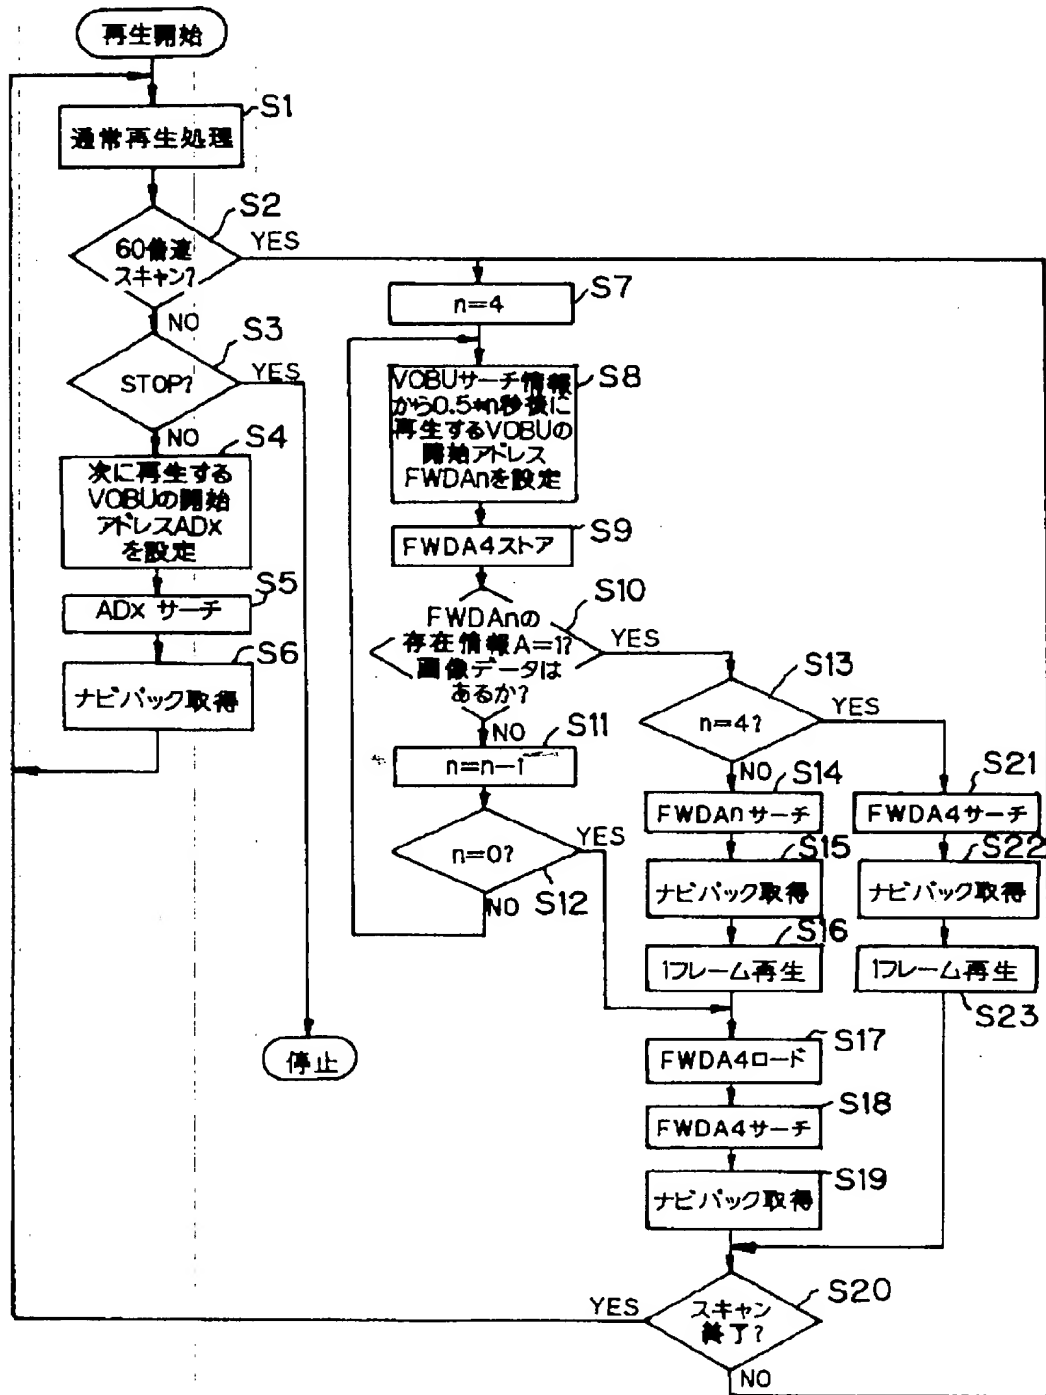 再生開始
S1
通常再生処理
S2
60倍速
スキャン?
YES
NO
S3
STOP?
YES
NO
S4
次に再生する
VOBUの開始
アドレスADx
を設定
S5
ADx サーチ
S6
ナビパック取得
停止
S7
n=4
S8
VOBUサーチ情報
から0.5*n秒後に
再生するVOBUの
開始アドレス
FWDAnを設定
S9
FWDA4ストア
S10
FWDAnの
存在情報A=1?
画像データは
あるか?
YES
NO
S11
n=n-1
n=0?
YES
S12
NO
S13
n=4?
YES
NO
S14
FWDAnサーチ
S15
ナビパック取得
S16
1フレーム再生
S17
FWDA4ロード
S18
FWDA4サーチ
S19
ナビパック取得
S21
FWDA4サーチ
S22
ナビパック取得
1フレーム再生
S23
S20
スキャン
終了?
YES
NO